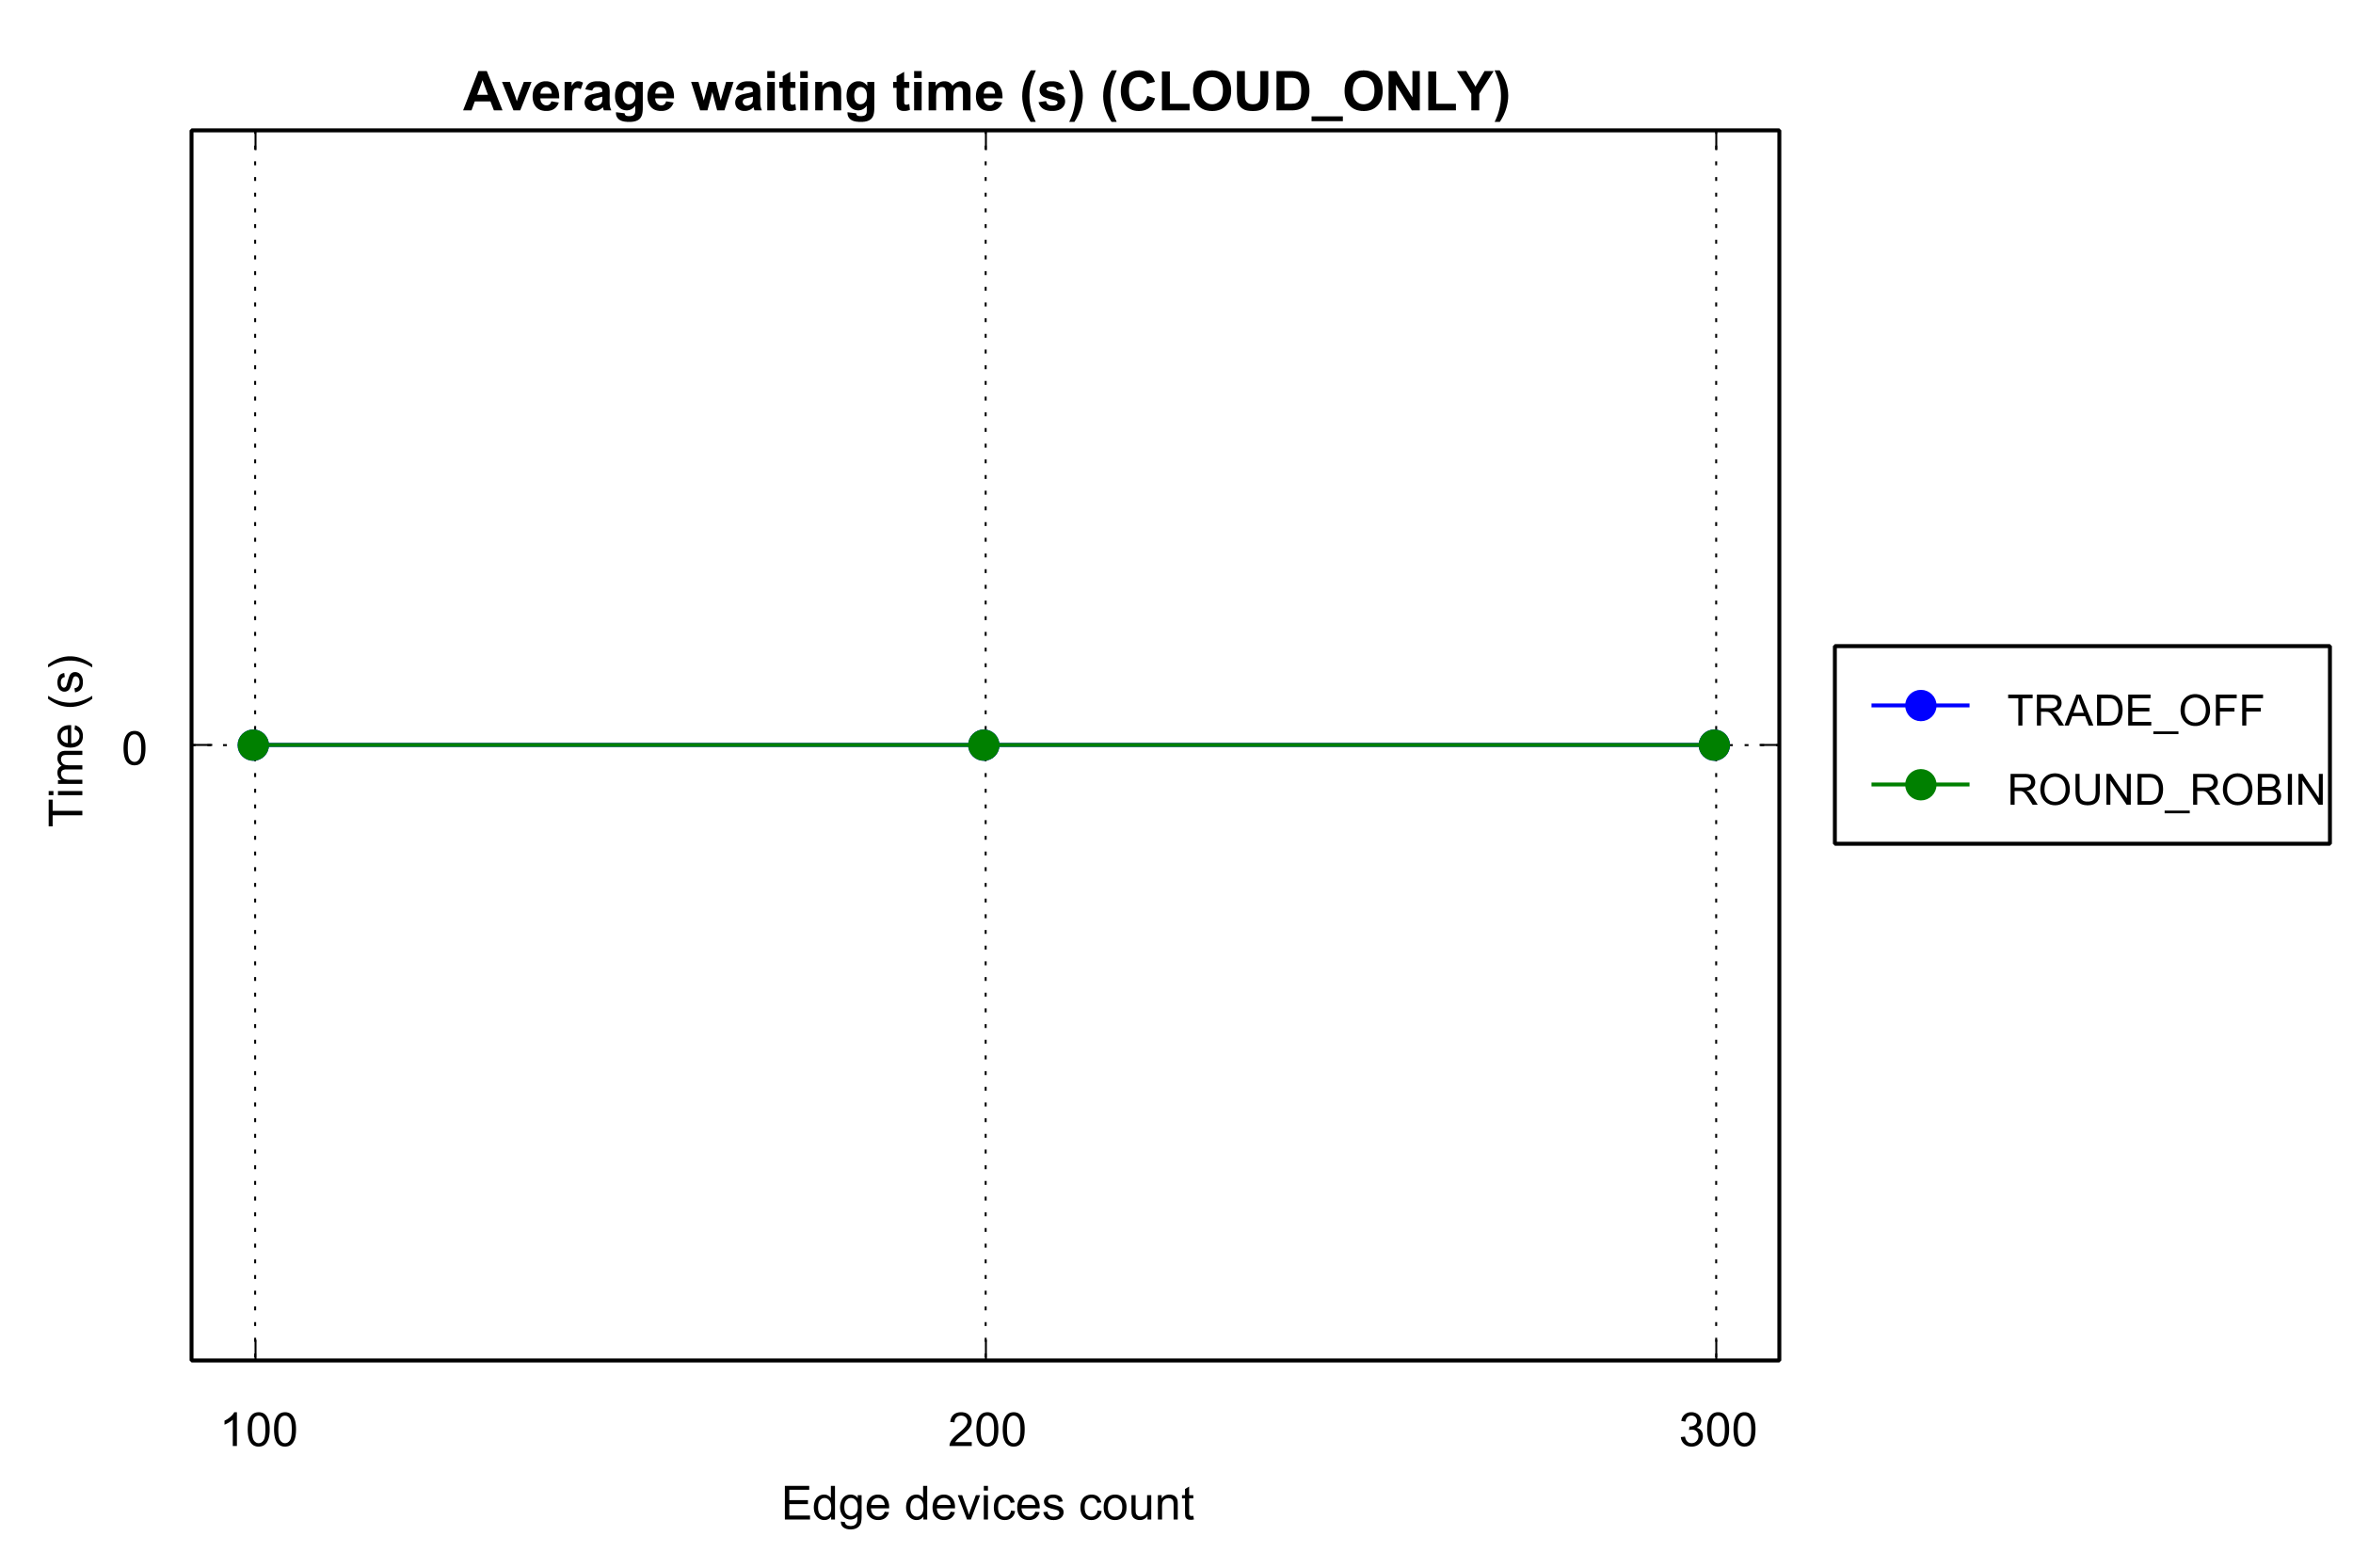 Average waiting time (s) (CLOUD_ONLY)
Time (s)
0
TRADE_OFF
ROUND_ROBIN
100
200
300
Edge devices count